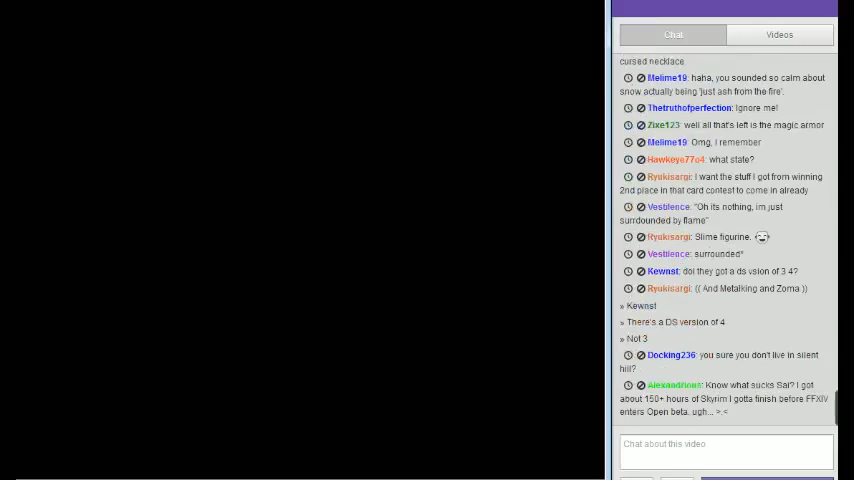 Chat
Videos
cursed necklace
Melime19: haha, you sounded so calm about
snow actually being 'just ash from the fire'.
Thetruthofperfection: Ignore me!
Zixe123: well all that's left is the magic armor
Melime19: Omg, I remember
Hawkeye77o4: what state?
Ryukisargi: I want the stuff I got from winning
2nd place in that card contest to come in already
Vestilence: "Oh its nothing, im just
surrdounded by flame"
Ryukisargi: Slime figurine.
Vestilence: surrounded*
Kewnst: doi they got a ds vsion of 3 4?
Ryukisargi: (( And Metalking and Zoma ))
» Kewnst
» There's a DS version of 4
» Not 3
Docking236: you sure you don't live in silent
hill?
Know what sucks Sai? I got
about 150+ hours of Skyrim I gotta finish before FFXIV
enters Open beta. ugh... >.<
Chat about this video